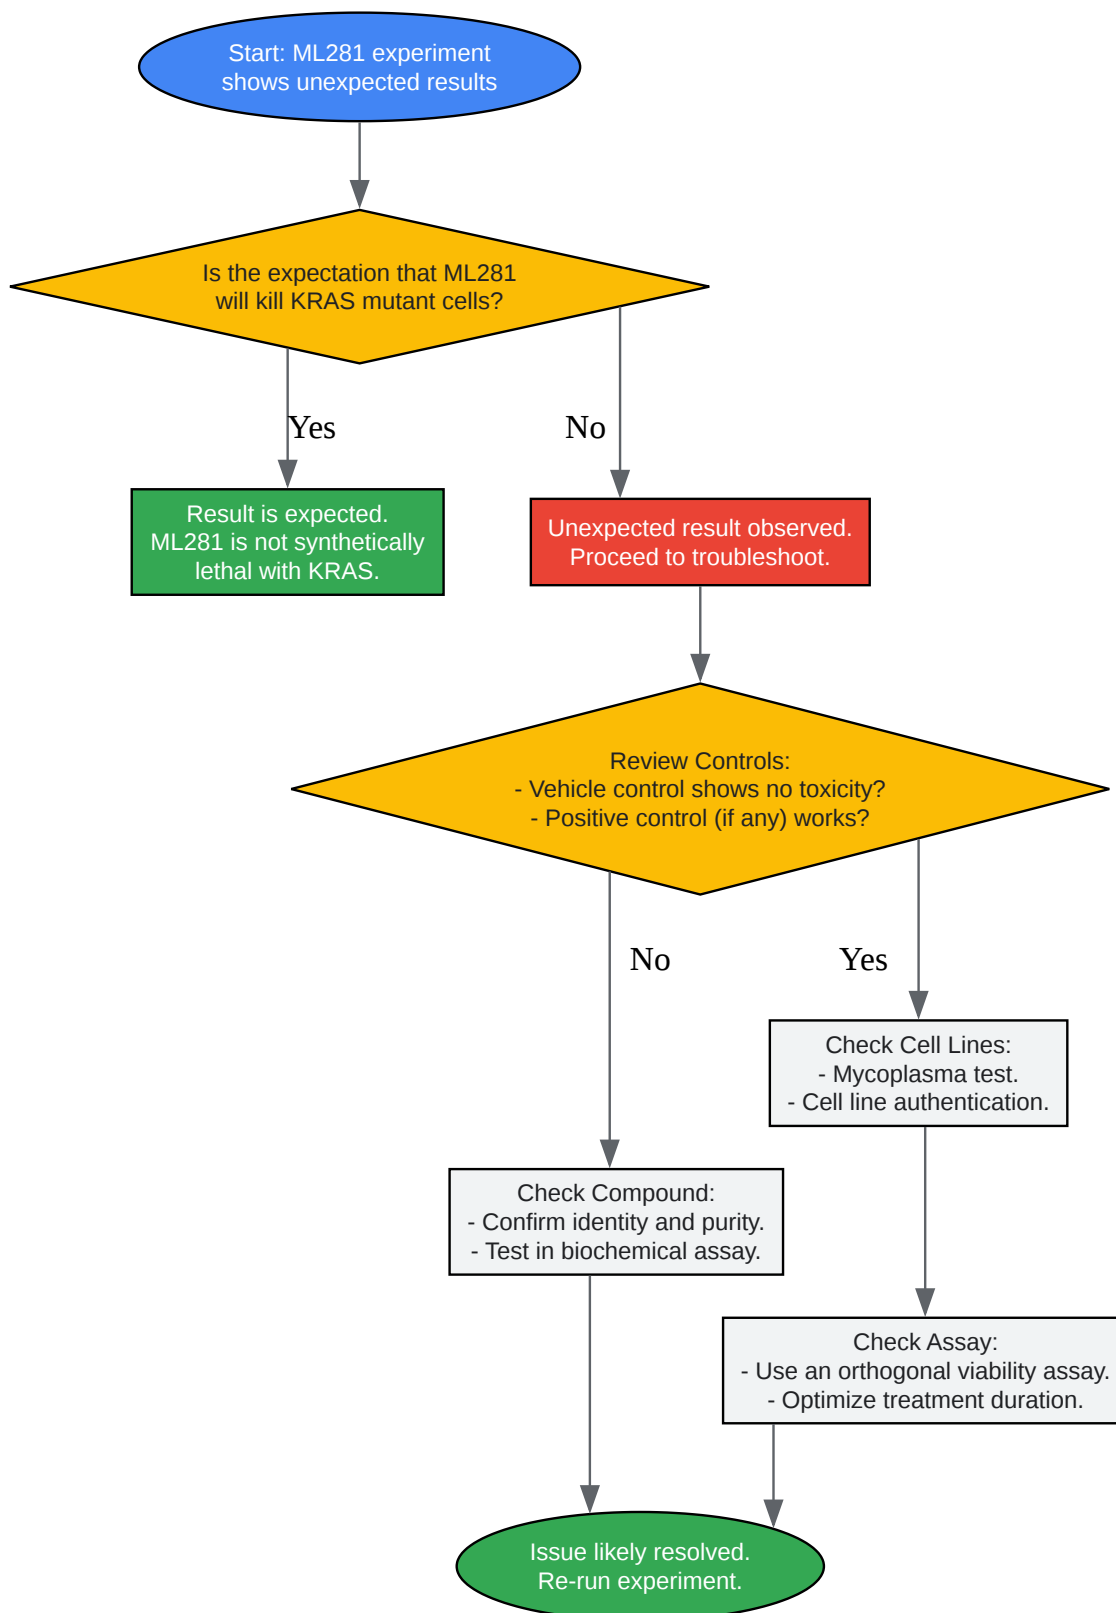 Start: ML281 experiment
shows unexpected results
Is the expectation that ML281
will kill KRAS mutant cells?
Yes
No
Result is expected.
ML281 is not synthetically
lethal with KRAS.
Unexpected result observed.
Proceed to troubleshoot.
Review Controls:
- Vehicle control shows no toxicity?
- Positive control (if any) works?
No
Yes
Check Cell Lines:
- Mycoplasma test.
- Cell line authentication.
Check Compound:
- Confirm identity and purity.
- Test in biochemical assay.
Check Assay:
- Use an orthogonal viability assay.
- Optimize treatment duration.
Issue likely resolved.
Re-run experiment.